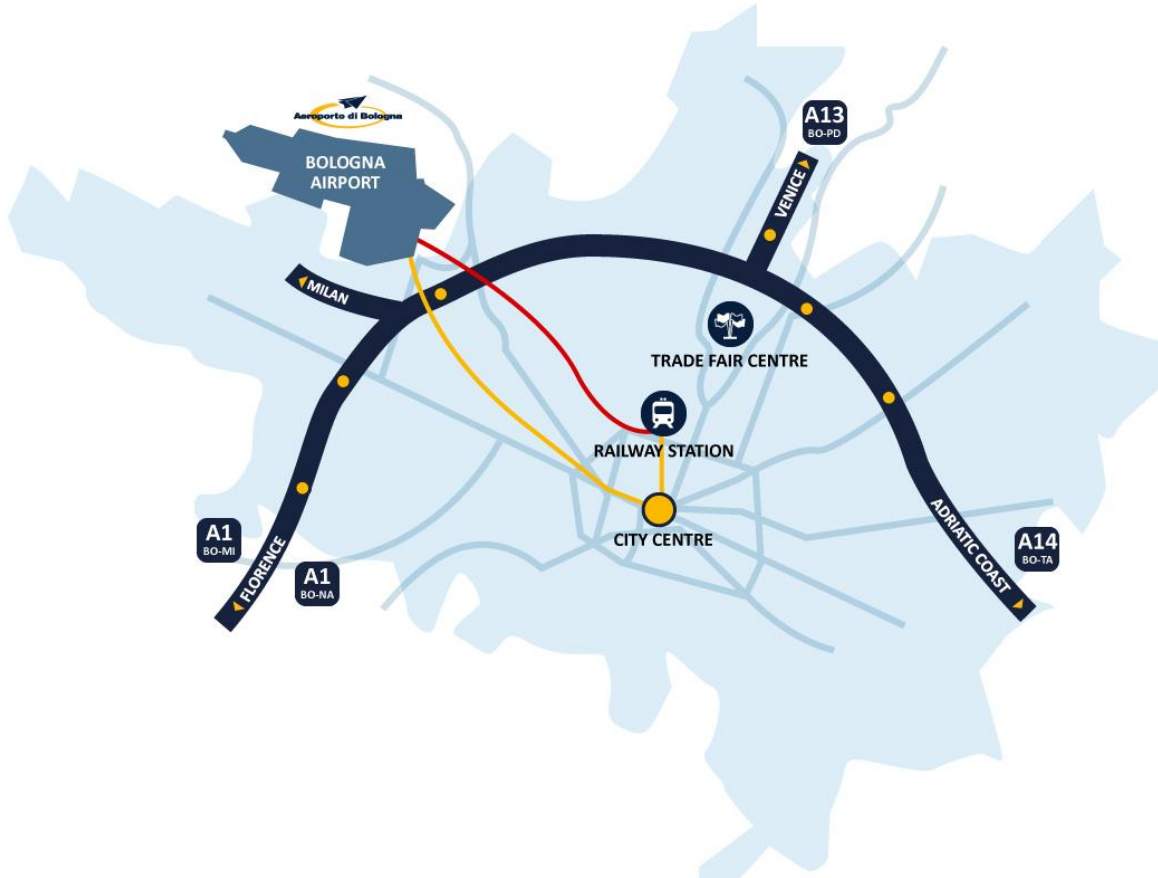 Aeroporto di Bologna
BOLOGNA
AIRPORT
A13
BO-PD
VENICE
MILAN
TRADE FAIR CENTRE
RAILWAY STATION
CITY CENTRE
A1
BO-MI
FLORENCE
A1
BO-NA
ADRIATIC COAST
A14
BO-TA